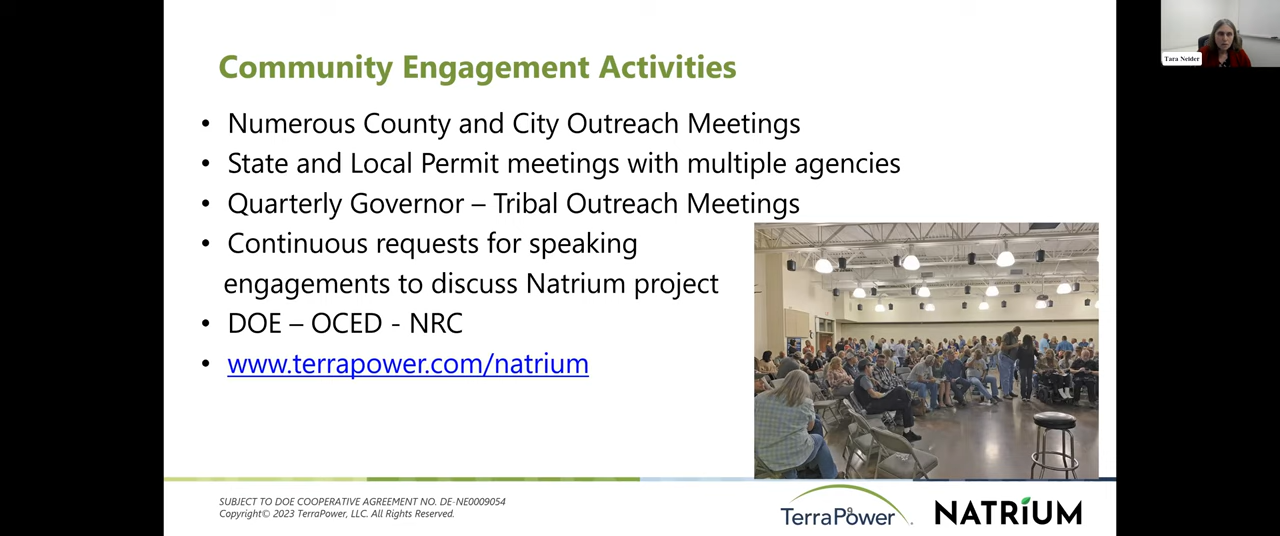 Community Engagement Activities
• Numerous County and City Outreach Meetings
• State and Local Permit meetings with multiple agencies
• Quarterly Governor – Tribal Outreach Meetings
• Continuous requests for speaking
engagements to discuss Natrium project
• DOE – OCED - NRC
• www.terrapower.com/natrium
SUBJECT TO DOE COOPERATIVE AGREEMENT NO. DE-NE0009054
Copyright© 2023 TerraPower, LLC. All Rights Reserved.
TerraPower
NATRIUM
Tara Neider